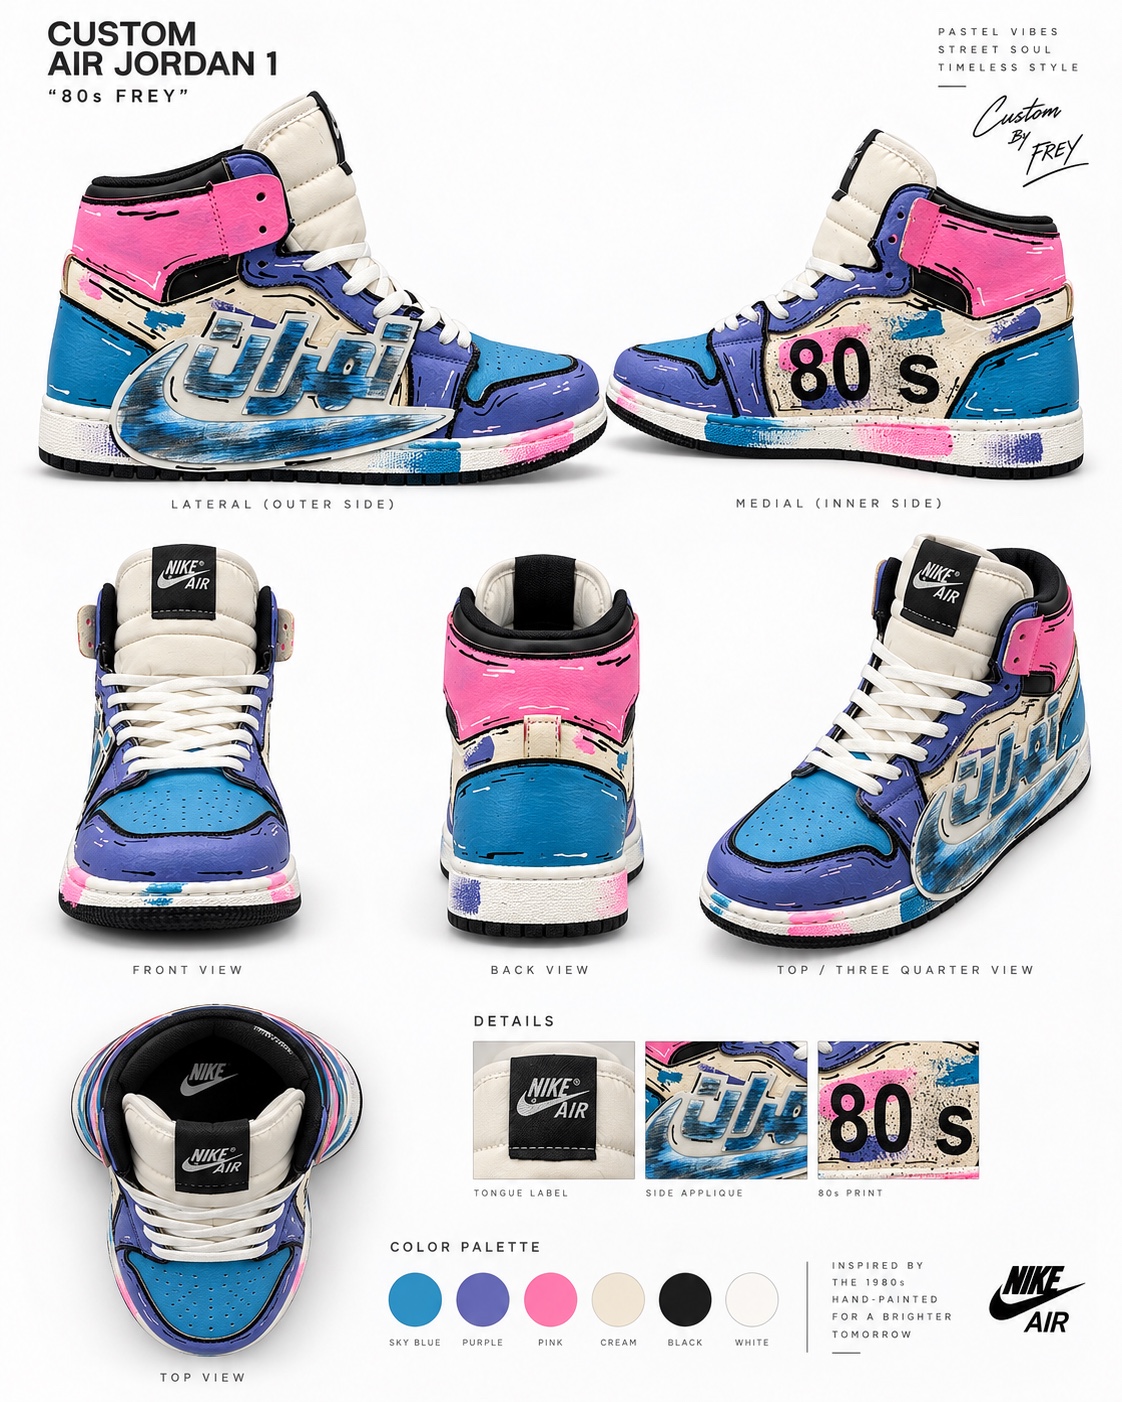 CUSTOM
AIR JORDAN 1
“80s FREY”
PASTEL VIBES
STREET SOUL
TIMELESS STYLE
Custom
By
FREY
80 s
LATERAL (OUTER SIDE)
MEDIAL (INNER SIDE)
NIKE®
AIR
NIKE®
AIR
FRONT VIEW
BACK VIEW
TOP / THREE QUARTER VIEW
NIKE
NIKE®
AIR
TOP VIEW
DETAILS
NIKE®
AIR
80 s
TONGUE LABEL
SIDE APPLIQUE
80s PRINT
COLOR PALETTE
SKY BLUE
PURPLE
PINK
CREAM
BLACK
WHITE
INSPIRED BY
THE 1980s
HAND-PAINTED
FOR A BRIGHTER
TOMORROW
NIKE
AIR